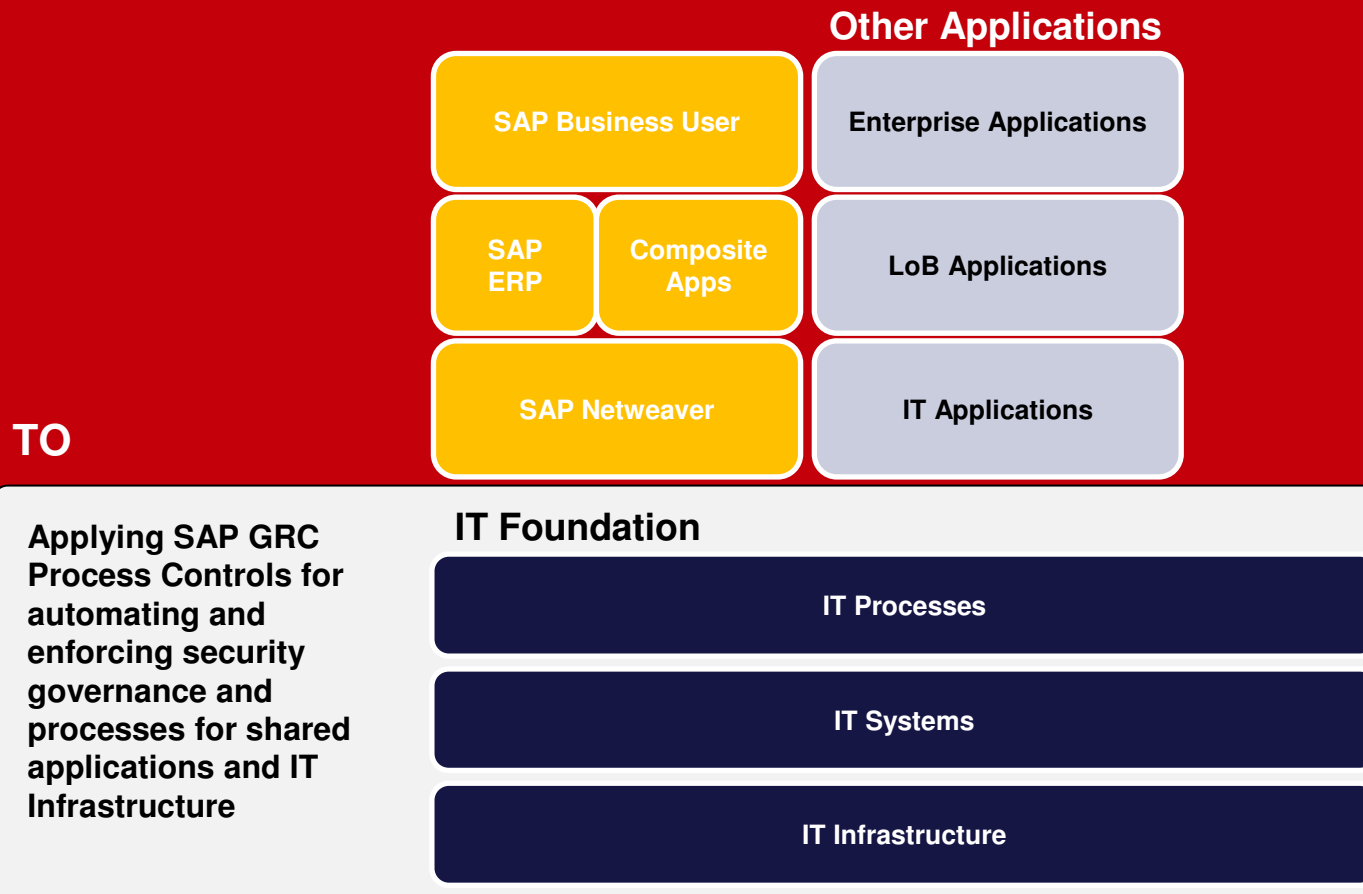 Other Applications
SAP Business User
Enterprise Applications
SAP
ERP
Composite
Apps
LoB Applications
SAP Netweaver
IT Applications
TO
Applying SAP GRC
Process Controls for
automating and
enforcing security
governance and
processes for shared
applications and IT
Infrastructure
IT Foundation
IT Processes
IT Systems
IT Infrastructure